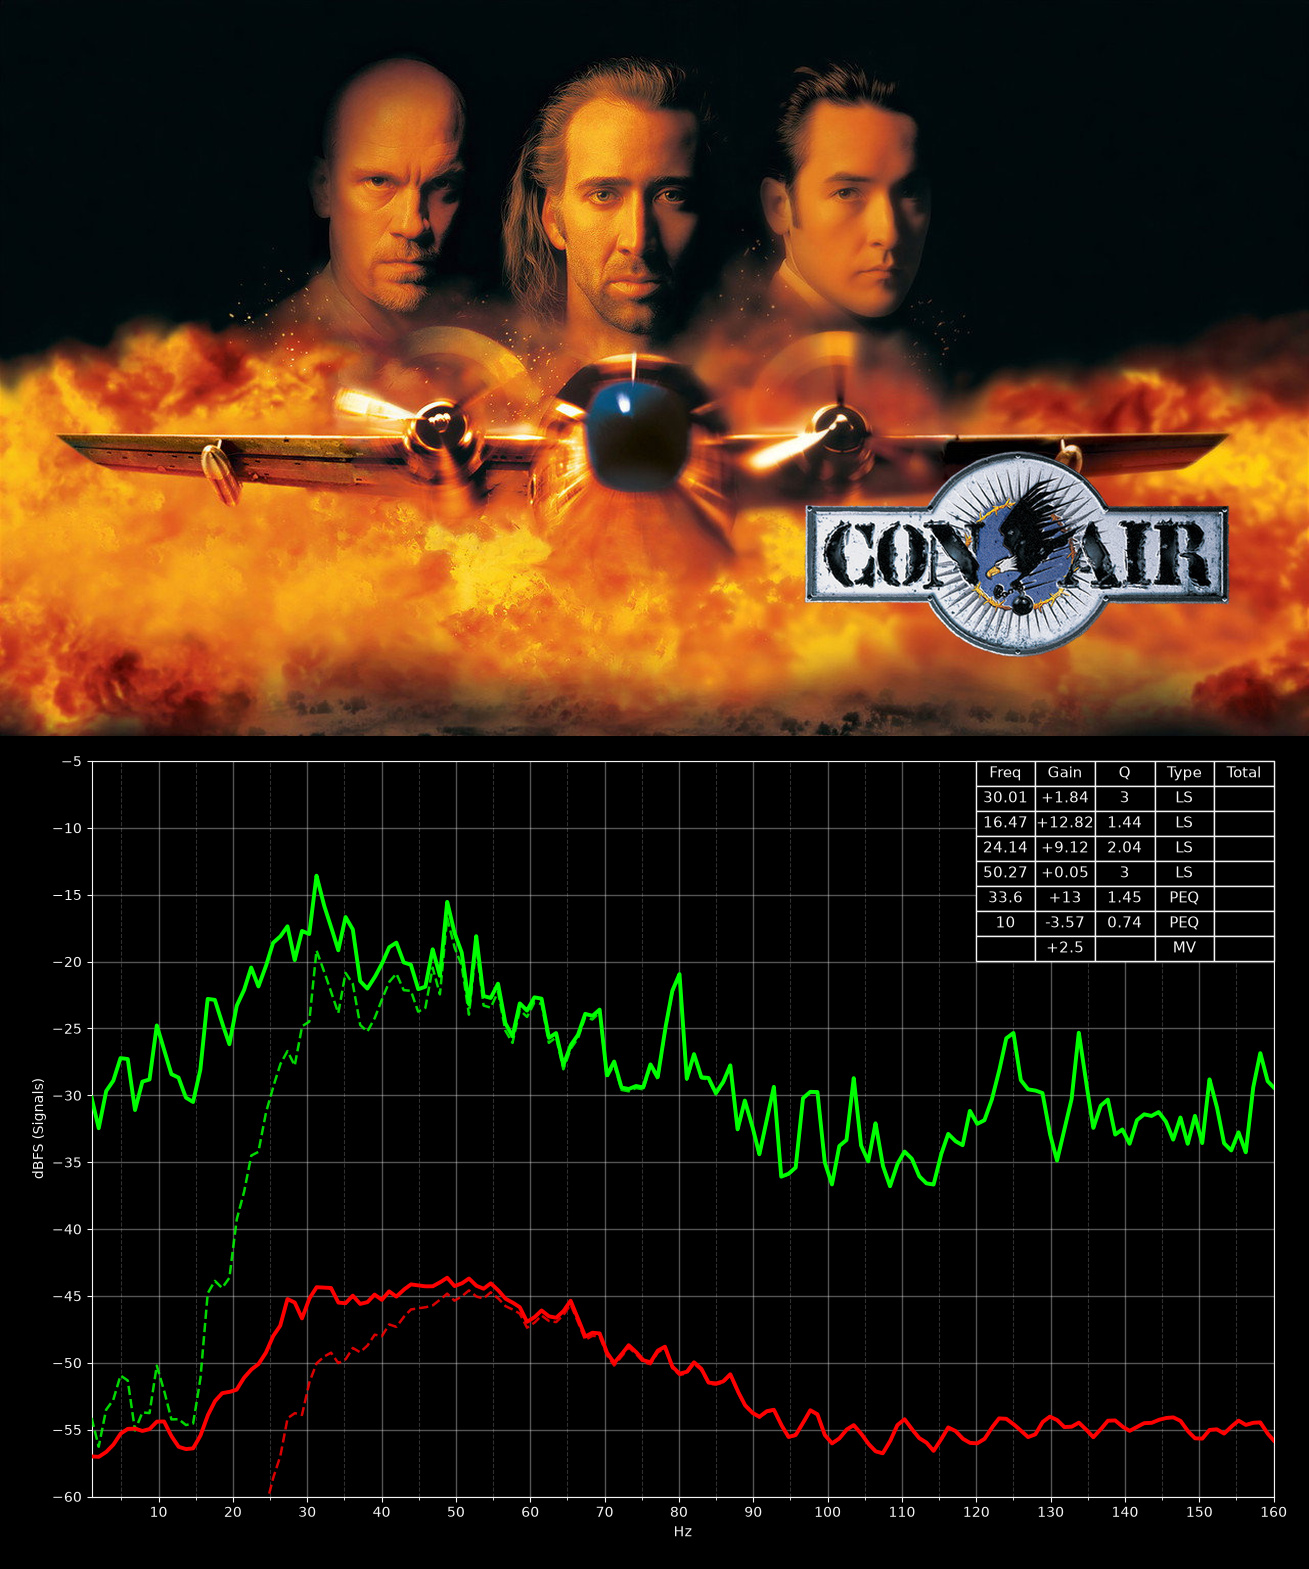 CON AIR
Freq Gain Q Type Total
30.01 +1.84 3 LS
16.47 +12.82 1.44 LS
24.14 +9.12 2.04 LS
50.27 +0.05 3 LS
33.6 +13 1.45 PEQ
10 -3.57 0.74 PEQ
+2.5 MV
−5
−10
−15
−20
−25
−30
−35
−40
−45
−50
−55
−60
dBFS (Signals)
10 20 30 40 50 60 70 80 90 100 110 120 130 140 150 160
Hz